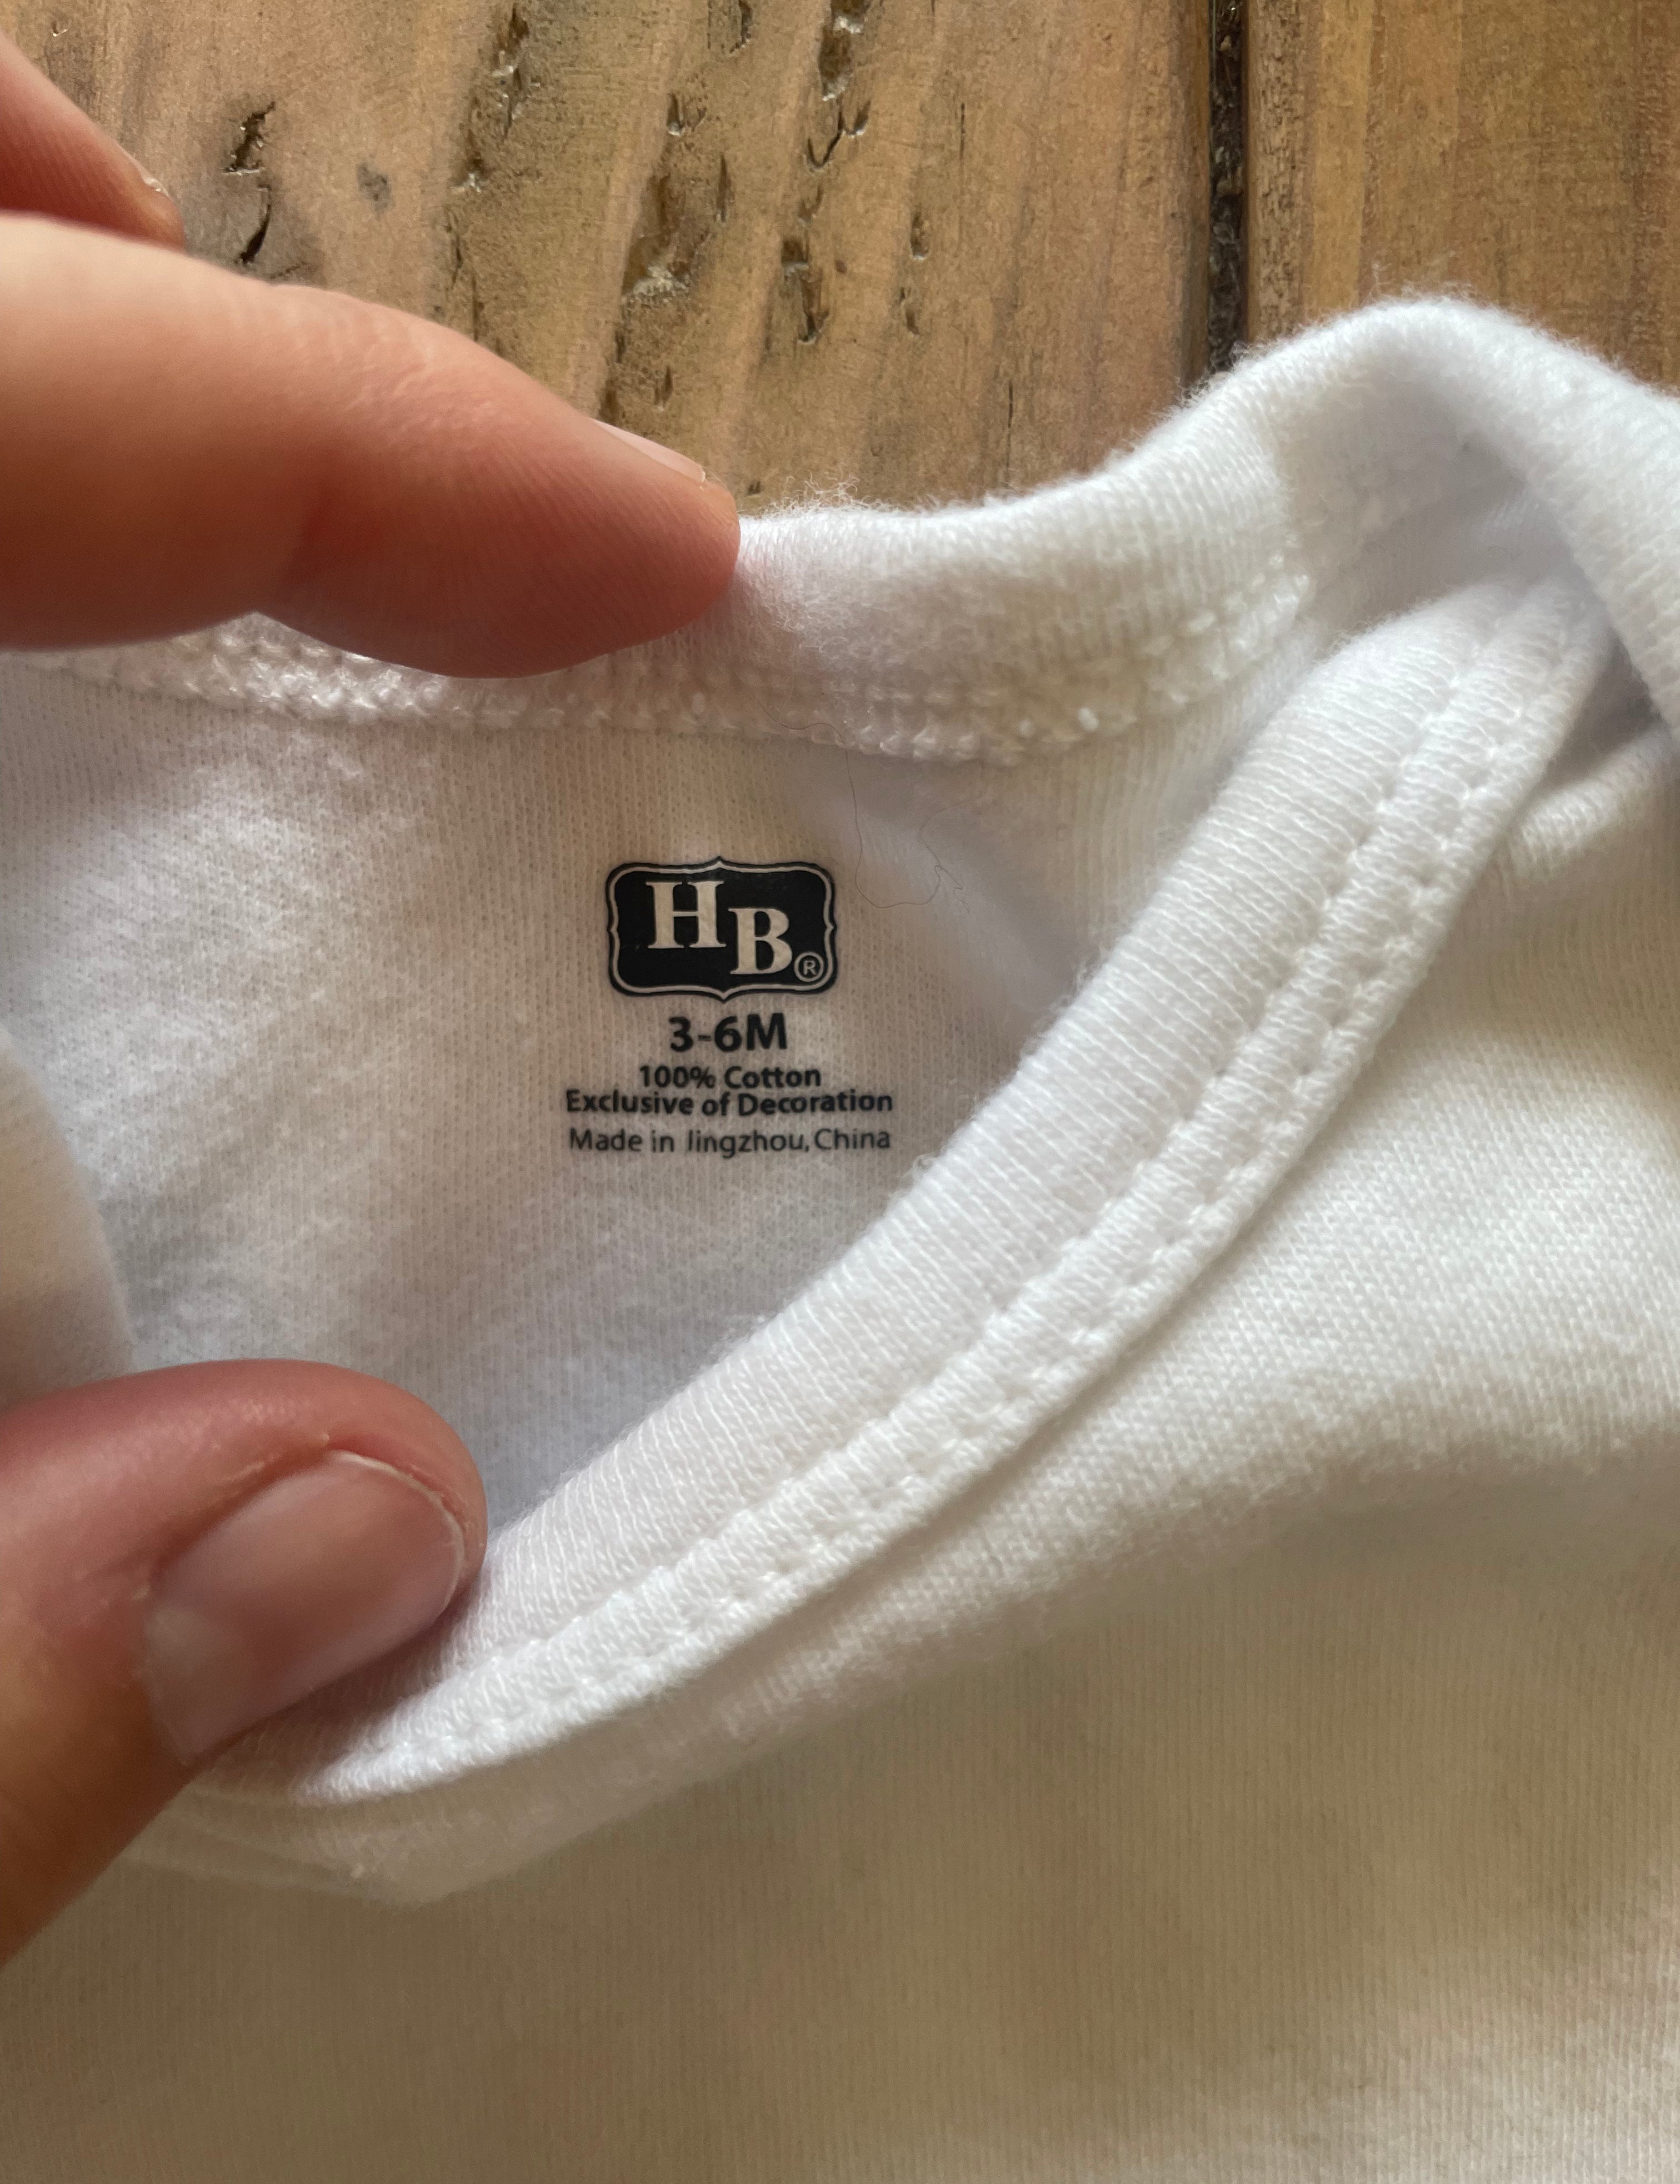 HB®
3-6M
100% Cotton
Exclusive of Decoration
Made in Jingzhou, China